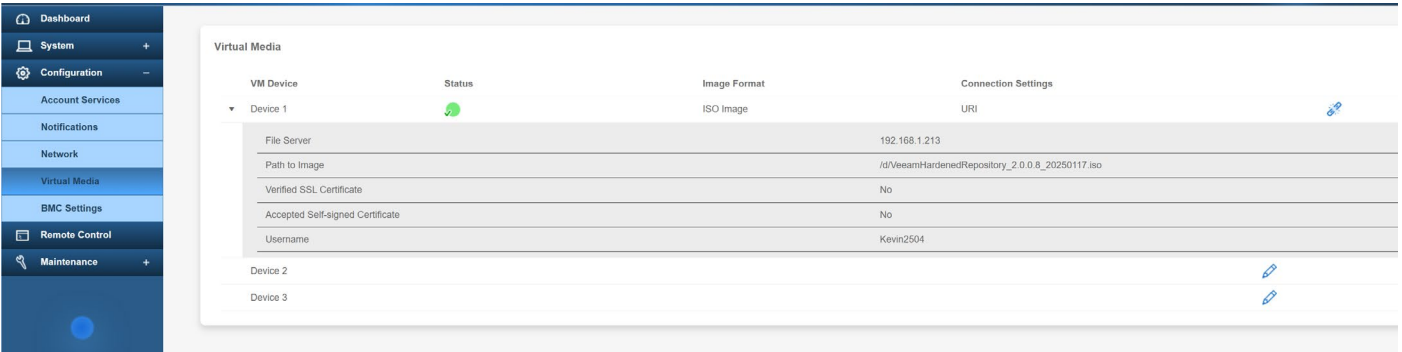 Dashboard
System +
Configuration −
Account Services
Notifications
Network
Virtual Media
BMC Settings
Remote Control
Maintenance +
Virtual Media
VM Device Status Image Format Connection Settings
Device 1 ISO Image URI
File Server 192.168.1.213
Path to Image /d/VeeamHardenedRepository_2.0.0.8_20250117.iso
Verified SSL Certificate No
Accepted Self-signed Certificate No
Username Kevin2504
Device 2
Device 3